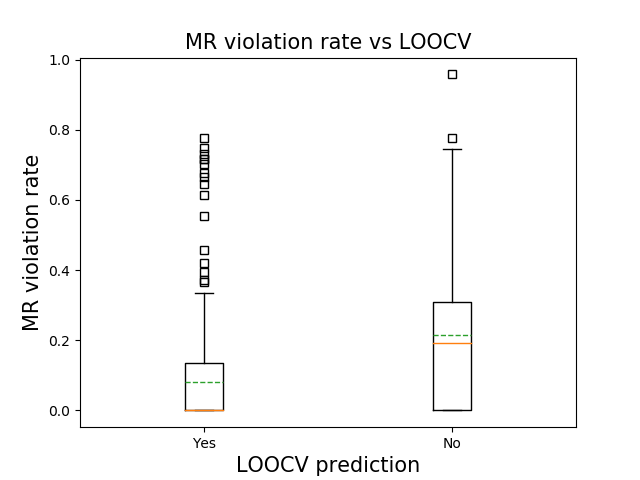 MR violation rate vs LOOCV
1.0
0.8
0.6
0.4
0.2
0.0
MR violation rate
Yes
No
LOOCV prediction